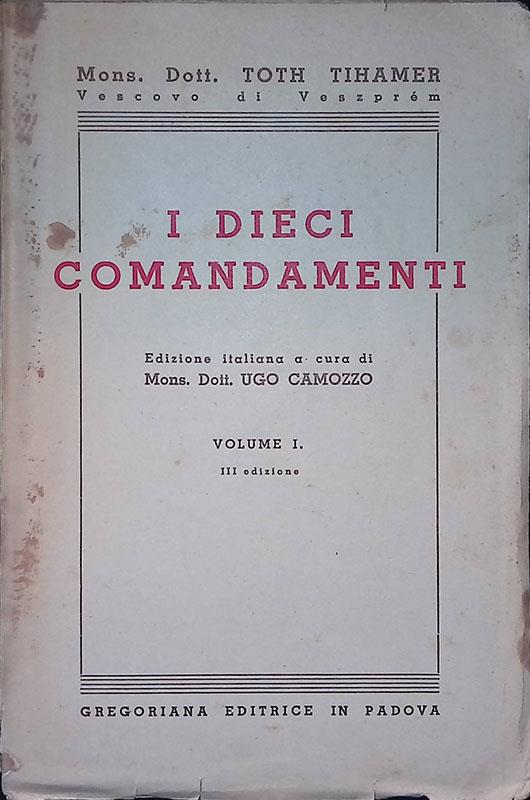 Mons. Dott. TOTH TIHAMER
Vescovo di Veszprém
I DIECI
COMANDAMENTI
Edizione italiana a cura di
Mons. Dott. UGO CAMOZZO
VOLUME I.
III edizione
GREGORIANA EDITRICE IN PADOVA